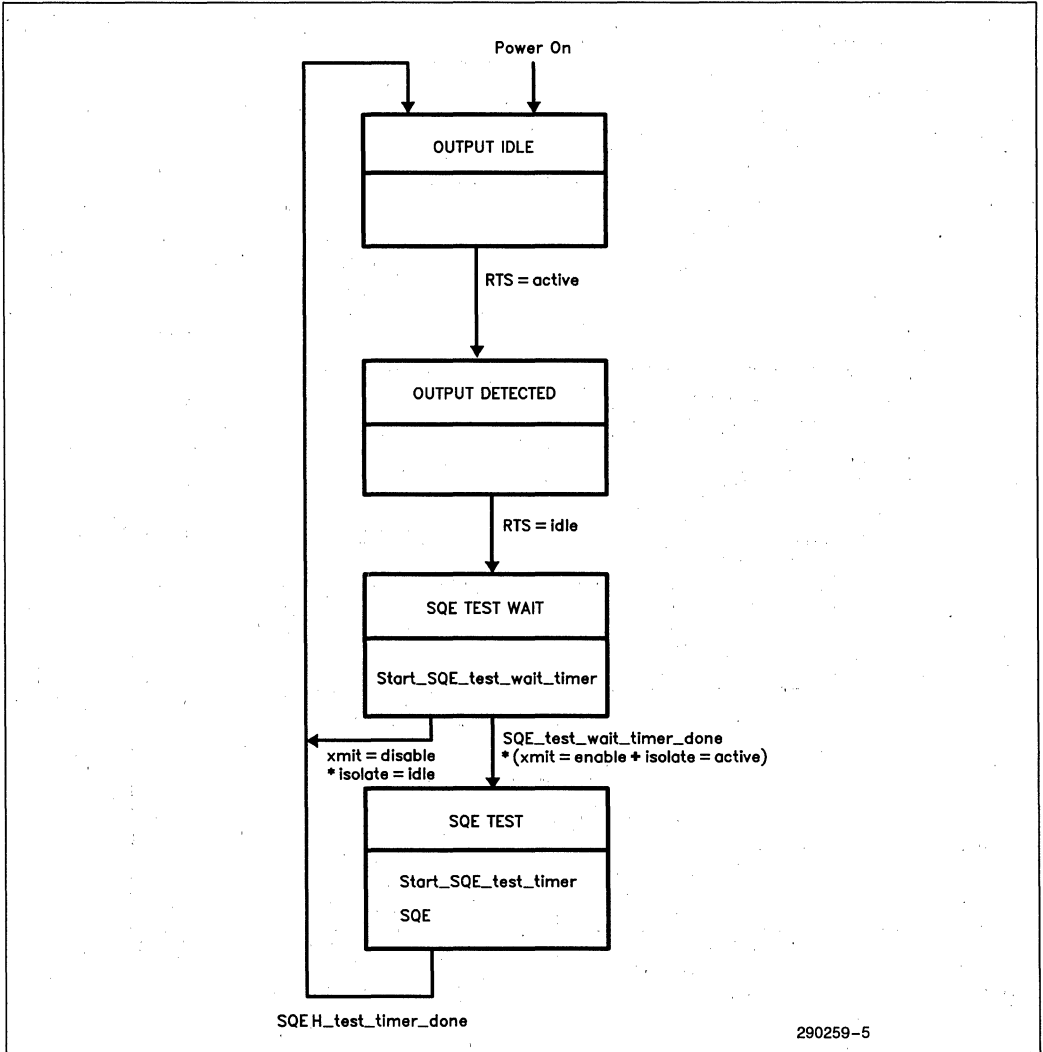 Power On
OUTPUT IDLE
RTS = active
OUTPUT DETECTED
RTS = idle
SQE TEST WAIT
Start_SQE_test_wait_timer
xmit = disable
* isolate = idle
SQE_test_wait_timer_done
* (xmit = enable + isolate = active)
SQE TEST
Start_SQE_test_timer
SQE
SQE H_test_timer_done
290259-5